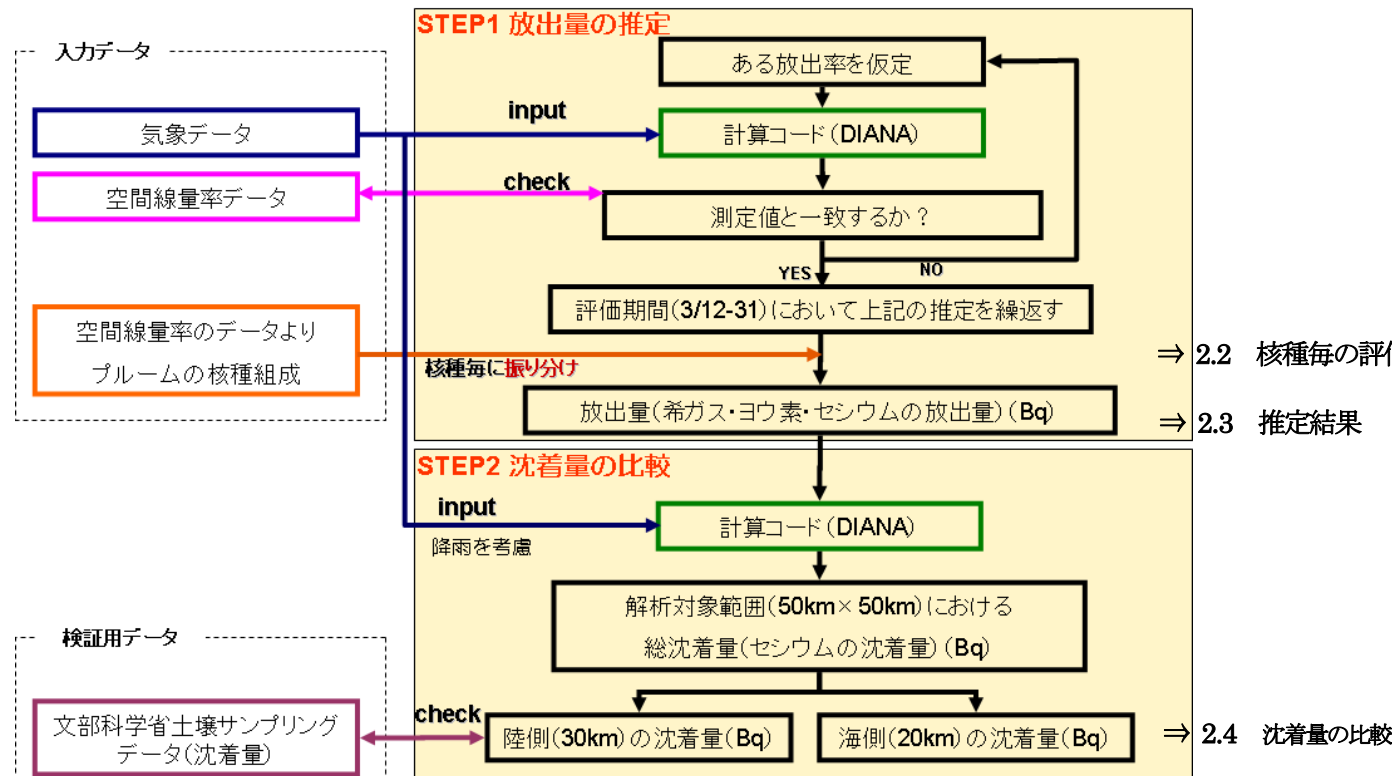 STEP1 放出量の推定
入力データ
ある放出率を仮定
input
気象データ
計算コード(DIANA)
check
空間線量率データ
測定値と一致するか？
YES
NO
評価期間(3/12-31)において上記の推定を繰返す
空間線量率のデータより
プルームの核種組成
核種毎に振り分け
⇒ 2.2 核種毎の評
放出量(希ガス・ヨウ素・セシウムの放出量)(Bq)
⇒ 2.3 推定結果
STEP2 沈着量の比較
input
計算コード(DIANA)
降雨を考慮
解析対象範囲(50km×50km)における
総沈着量(セシウムの沈着量)(Bq)
検証用データ
文部科学省土壌サンプリング
データ(沈着量)
check
陸側(30km)の沈着量(Bq)
海側(20km)の沈着量(Bq)
⇒ 2.4 沈着量の比較